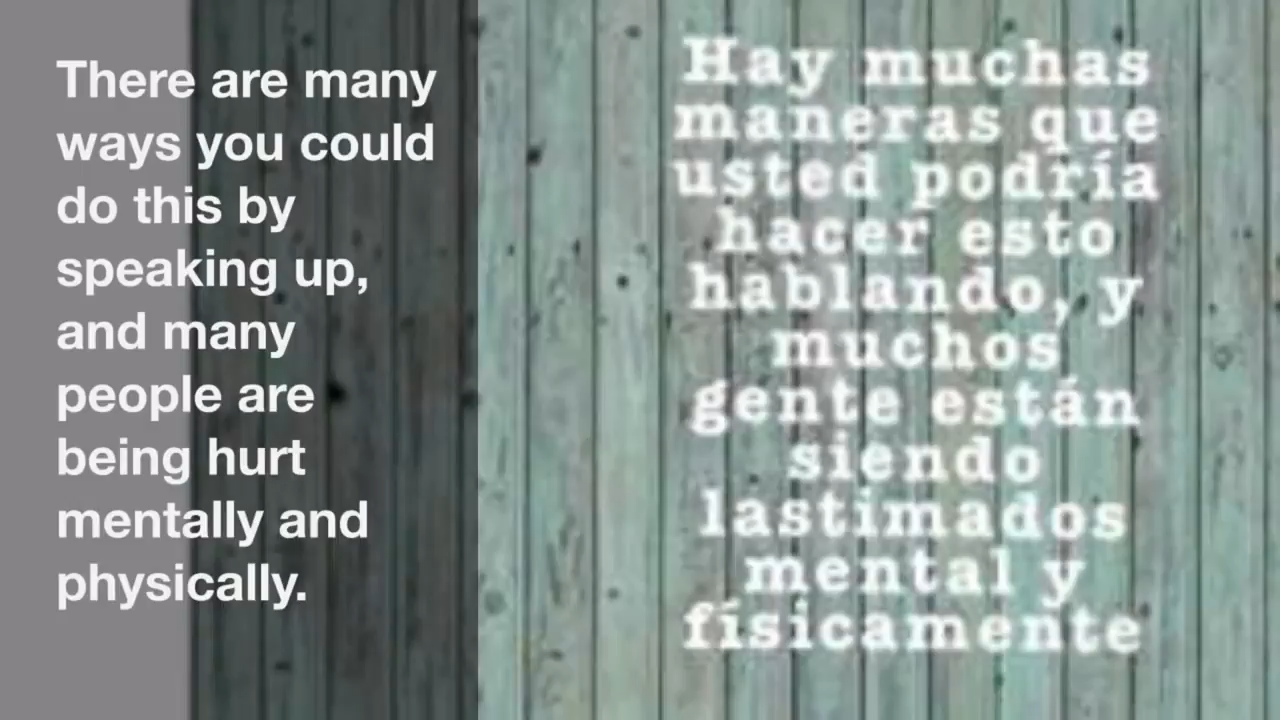 There are many
ways you could
do this by
speaking up,
and many
people are
being hurt
mentally and
physically.
Hay muchas
maneras que
usted podría
hacer esto
hablando, y
muchos
gente están
siendo
lastimados
mental y
físicamente